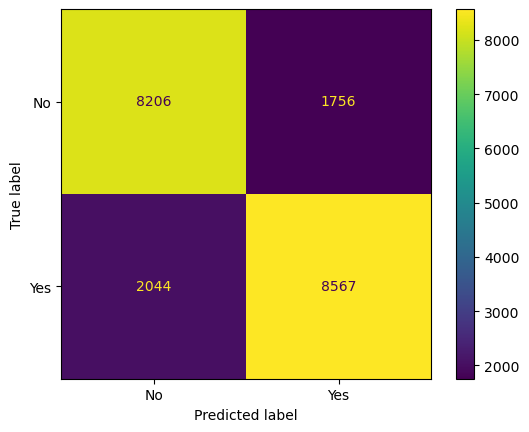 No
8206
1756
Yes
2044
8567
No
Yes
Predicted label
True label
8000
7000
6000
5000
4000
3000
2000